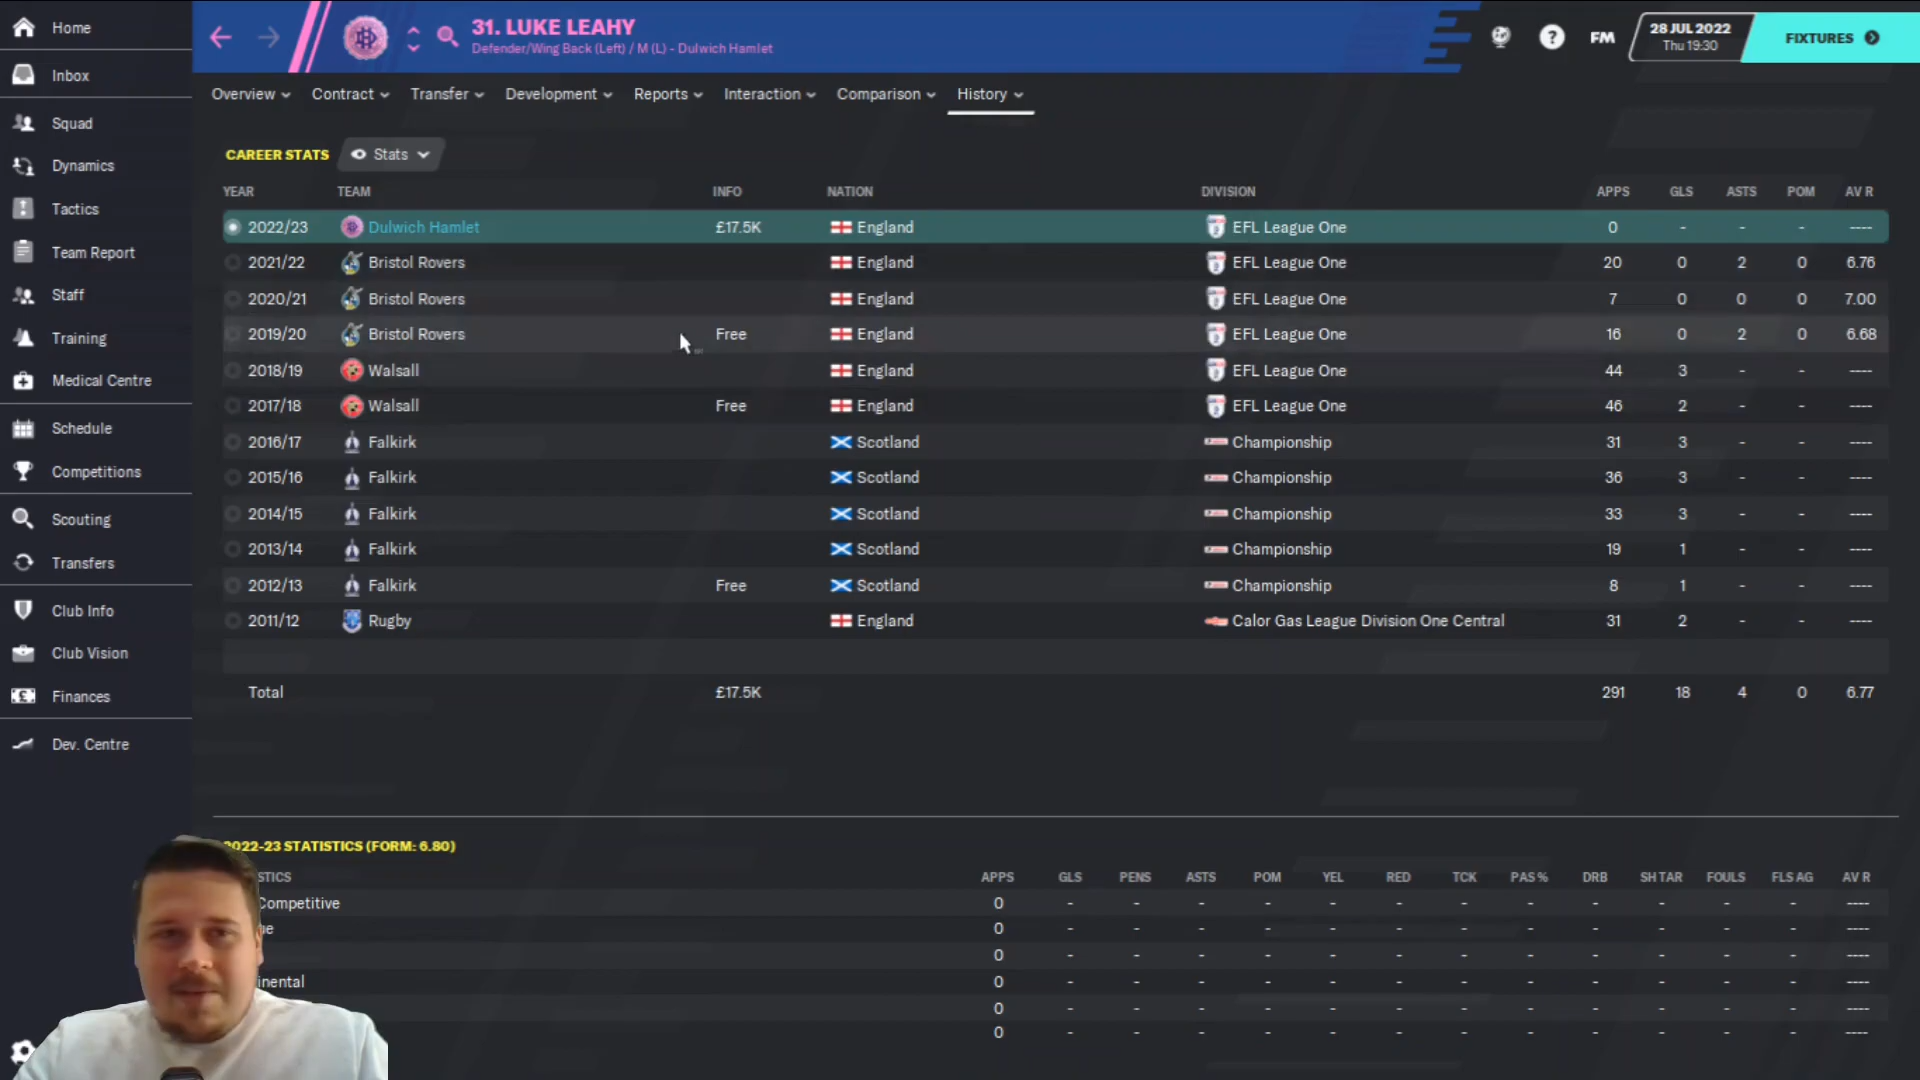 Home
Inbox
Squad
Dynamics
Tactics
Team Report
Staff
Training
Medical Centre
Schedule
Competitions
Scouting
Transfers
Club Info
Club Vision
Finances
Dev. Centre
31. LUKE LEAHY
Defender/Wing Back (Left) / M (L) - Dulwich Hamlet
? FM
28 JUL 2022
Thu 19:30
FIXTURES
Overview Contract Transfer Development Reports Interaction Comparison History
CAREER STATS Stats
YEAR TEAM INFO NATION DIVISION APPS GLS ASTS POM AV R
2022/23 Dulwich Hamlet £17.5K England EFL League One 0 - - - ----
2021/22 Bristol Rovers England EFL League One 20 0 2 0 6.76
2020/21 Bristol Rovers England EFL League One 7 0 0 0 7.00
2019/20 Bristol Rovers Free England EFL League One 16 0 2 0 6.68
2018/19 Walsall England EFL League One 44 3 - - ----
2017/18 Walsall Free England EFL League One 46 2 - - ----
2016/17 Falkirk Scotland Championship 31 3 - - ----
2015/16 Falkirk Scotland Championship 36 3 - - ----
2014/15 Falkirk Scotland Championship 33 3 - - ----
2013/14 Falkirk Scotland Championship 19 1 - - ----
2012/13 Falkirk Free Scotland Championship 8 1 - - ----
2011/12 Rugby England Calor Gas League Division One Central 31 2 - - ----
Total £17.5K 291 18 4 0 6.77
2022-23 STATISTICS (FORM: 6.80)
STICS APPS GLS PENS ASTS POM YEL RED TCK PAS % DRB SH TAR FOULS FLS AG AV R
Competitive 0 - - - - - - - - - - - - ----
ue 0 - - - - - - - - - - - - ----
0 - - - - - - - - - - - - ----
inental 0 - - - - - - - - - - - - ----
0 - - - - - - - - - - - - ----
0 - - - - - - - - - - - - ----